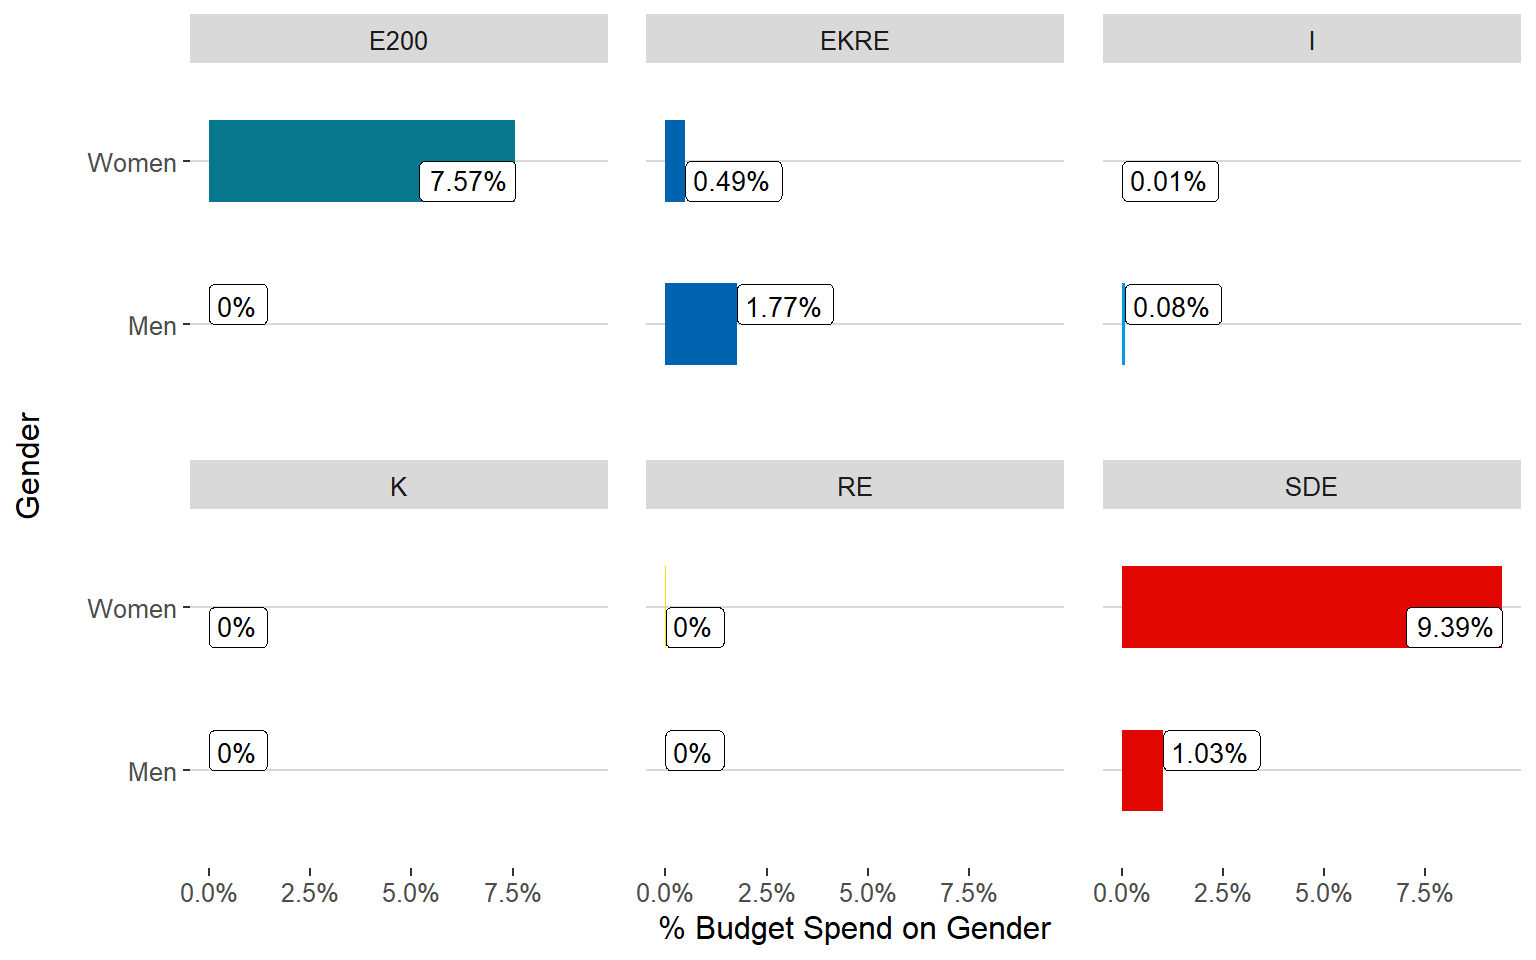 E200 EKRE I
Women 7.57% 0.49% 0.01%
Men 0% 1.77% 0.08%
Gender
K RE SDE
Women 0% 0% 9.39%
Men 0% 0% 1.03%
0.0% 2.5% 5.0% 7.5% 0.0% 2.5% 5.0% 7.5% 0.0% 2.5% 5.0% 7.5%
% Budget Spend on Gender